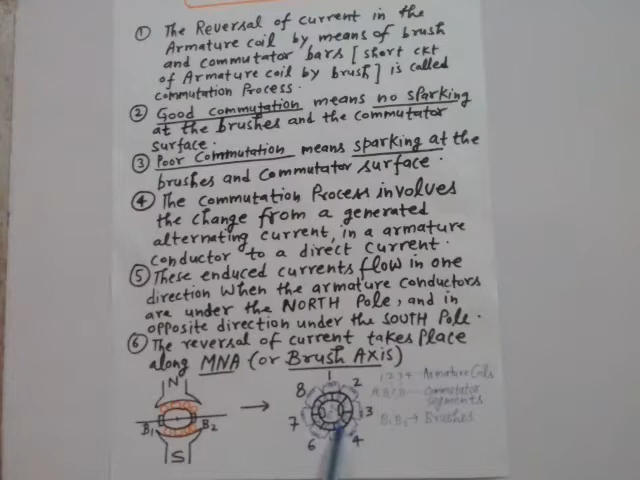 ① The Reversal of current in the
Armature coil by means of brush
and commutator bars [short ckt
of Armature coil by brush] is called
commutation Process.
② Good commutation means no sparking
at the brushes and the commutator
surface.
③ Poor Commutation means sparking at the
brushes and Commutator surface.
④ The commutation Process involves
the change from a generated
alternating current, in a armature
conductor to a direct current.
⑤ These enduced currents flow in one
direction when the armature conductors
are under the NORTH Pole, and in
opposite direction under the SOUTH Pole.
⑥ The reversal of current takes place
along MNA (or Brush Axis)
N
B1 B2
S
1
2
3
4
6
7
8
1 2 3 4 → Armature Coils
commutator
segments
B1 B2 → Brushes